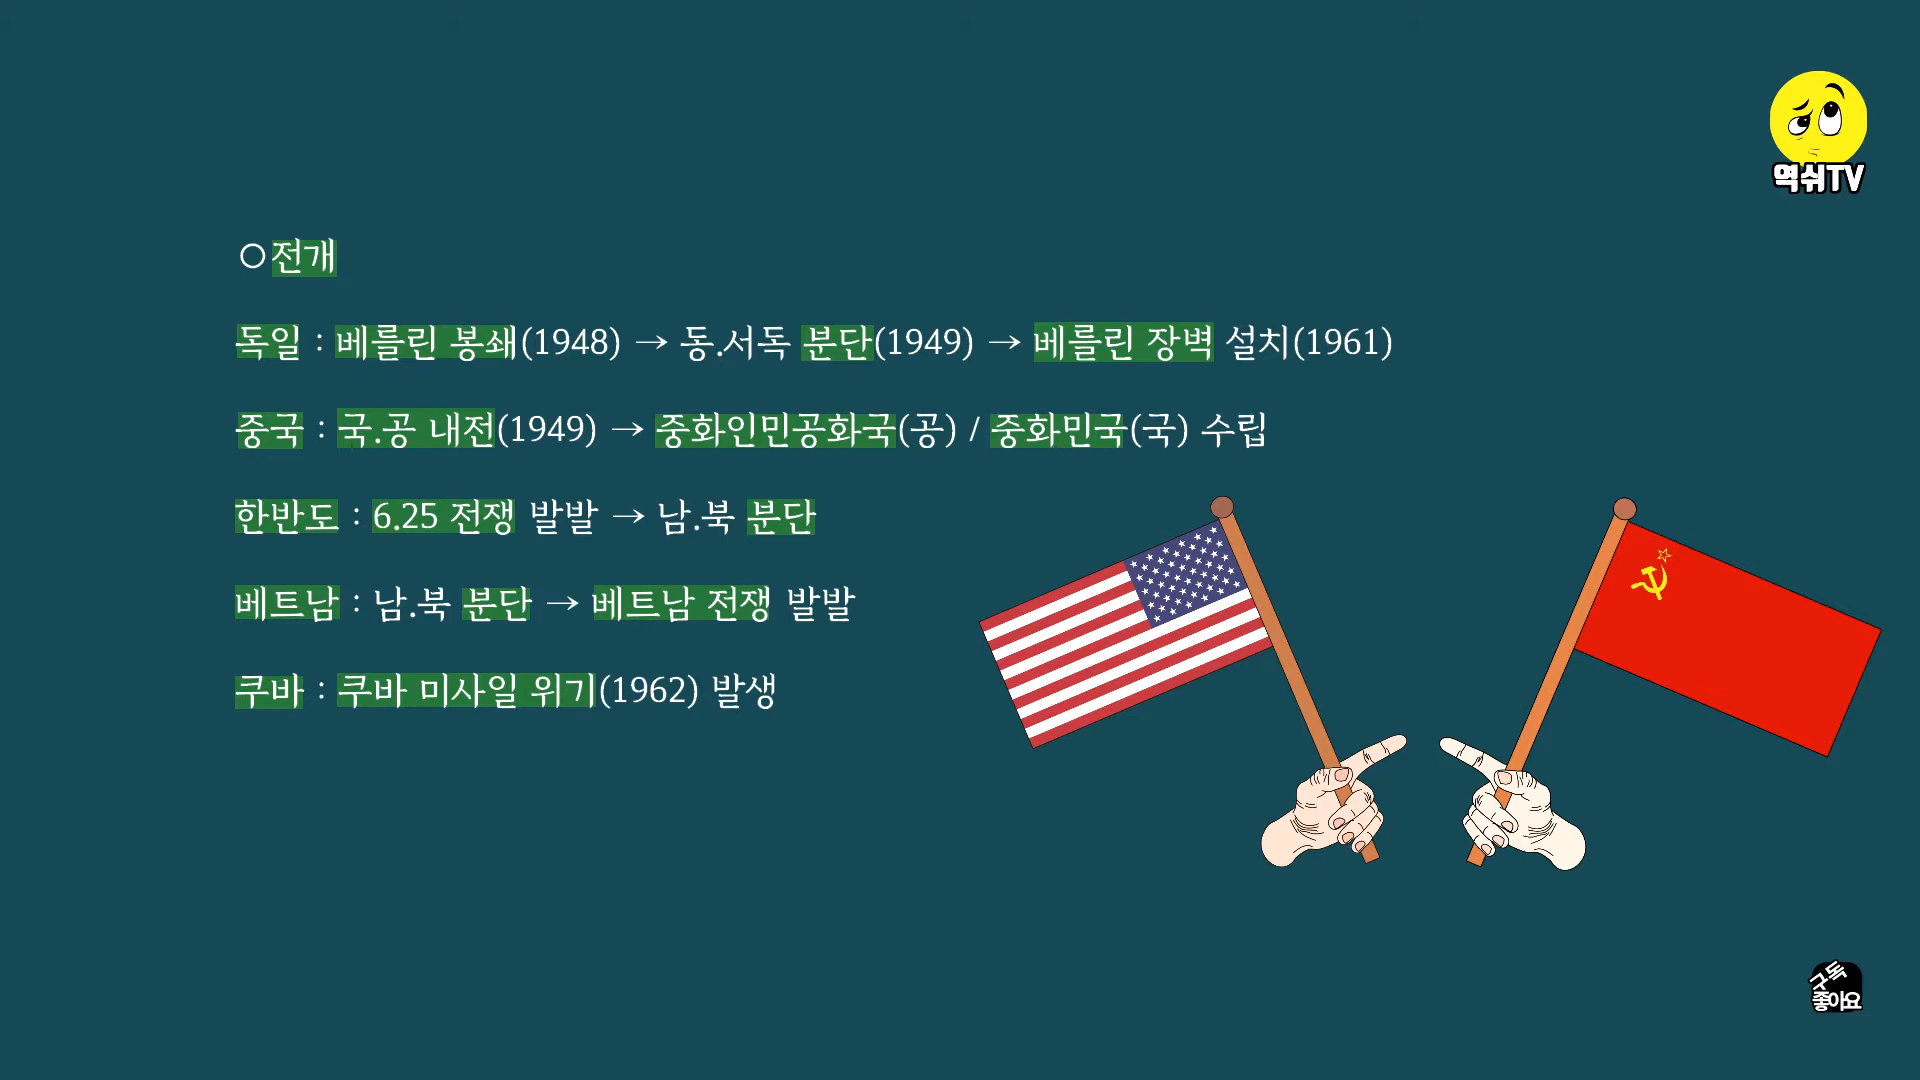 역쉬TV
○전개
독일 : 베를린 봉쇄(1948) → 동.서독 분단(1949) → 베를린 장벽 설치(1961)
중국 : 국.공 내전(1949) → 중화인민공화국(공) / 중화민국(국) 수립
한반도 : 6.25 전쟁 발발 → 남.북 분단
베트남 : 남.북 분단 → 베트남 전쟁 발발
쿠바 : 쿠바 미사일 위기(1962) 발생
구독
좋아요